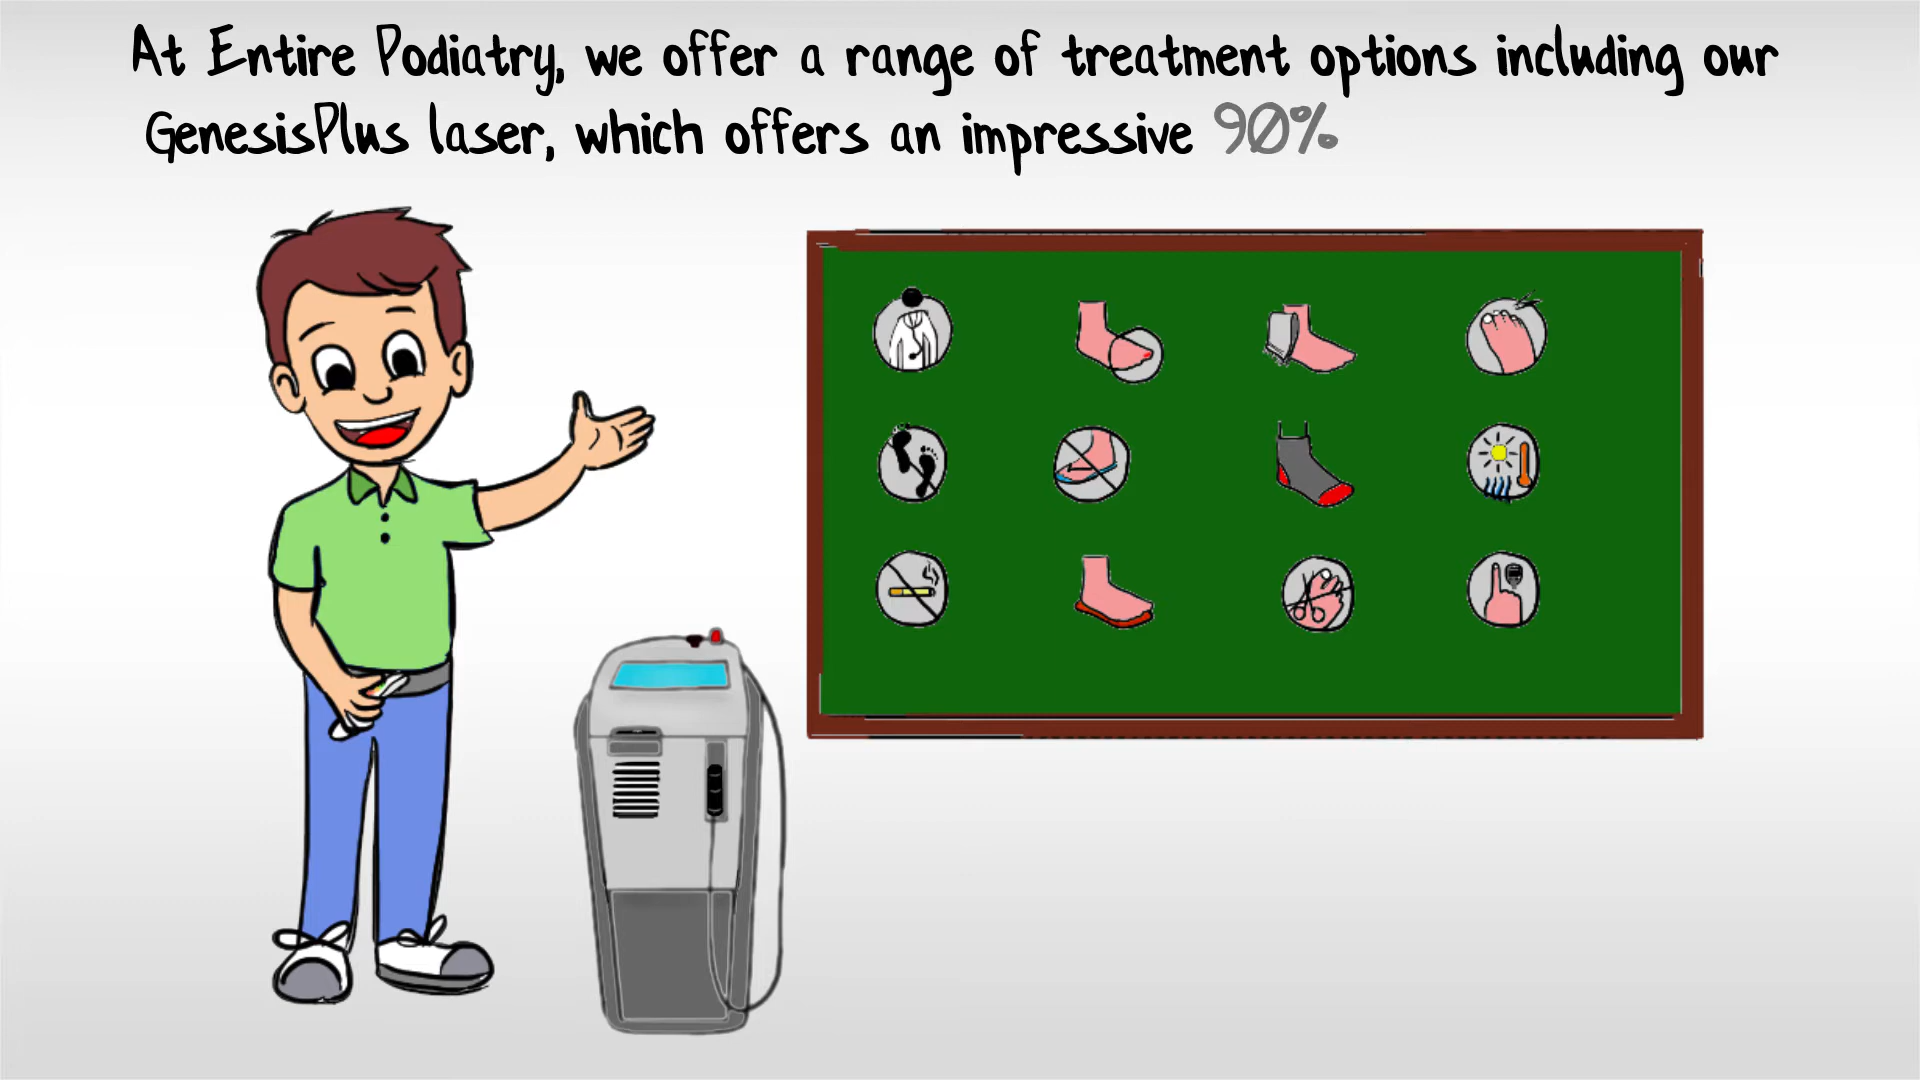 At Entire Podiatry, we offer a range of treatment options including our
GenesisPlus laser, which offers an impressive 90%